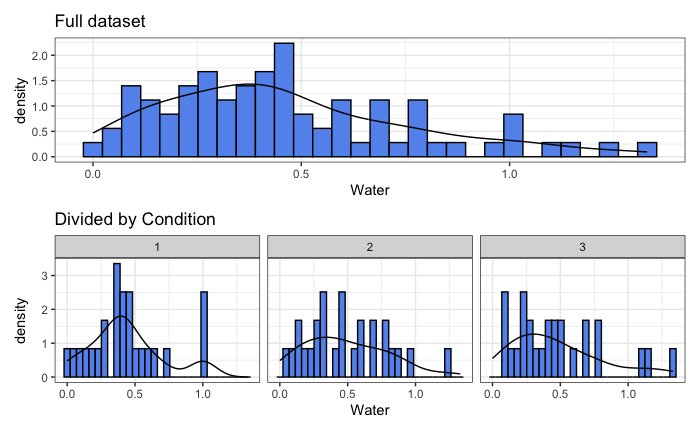 Full dataset
density
2.0
1.5
1.0
0.5
0.0
0.0 0.5 1.0
Water
Divided by Condition
1 2 3
density
3
2
1
0
0.0 0.5 1.0 0.0 0.5 1.0 0.0 0.5 1.0
Water